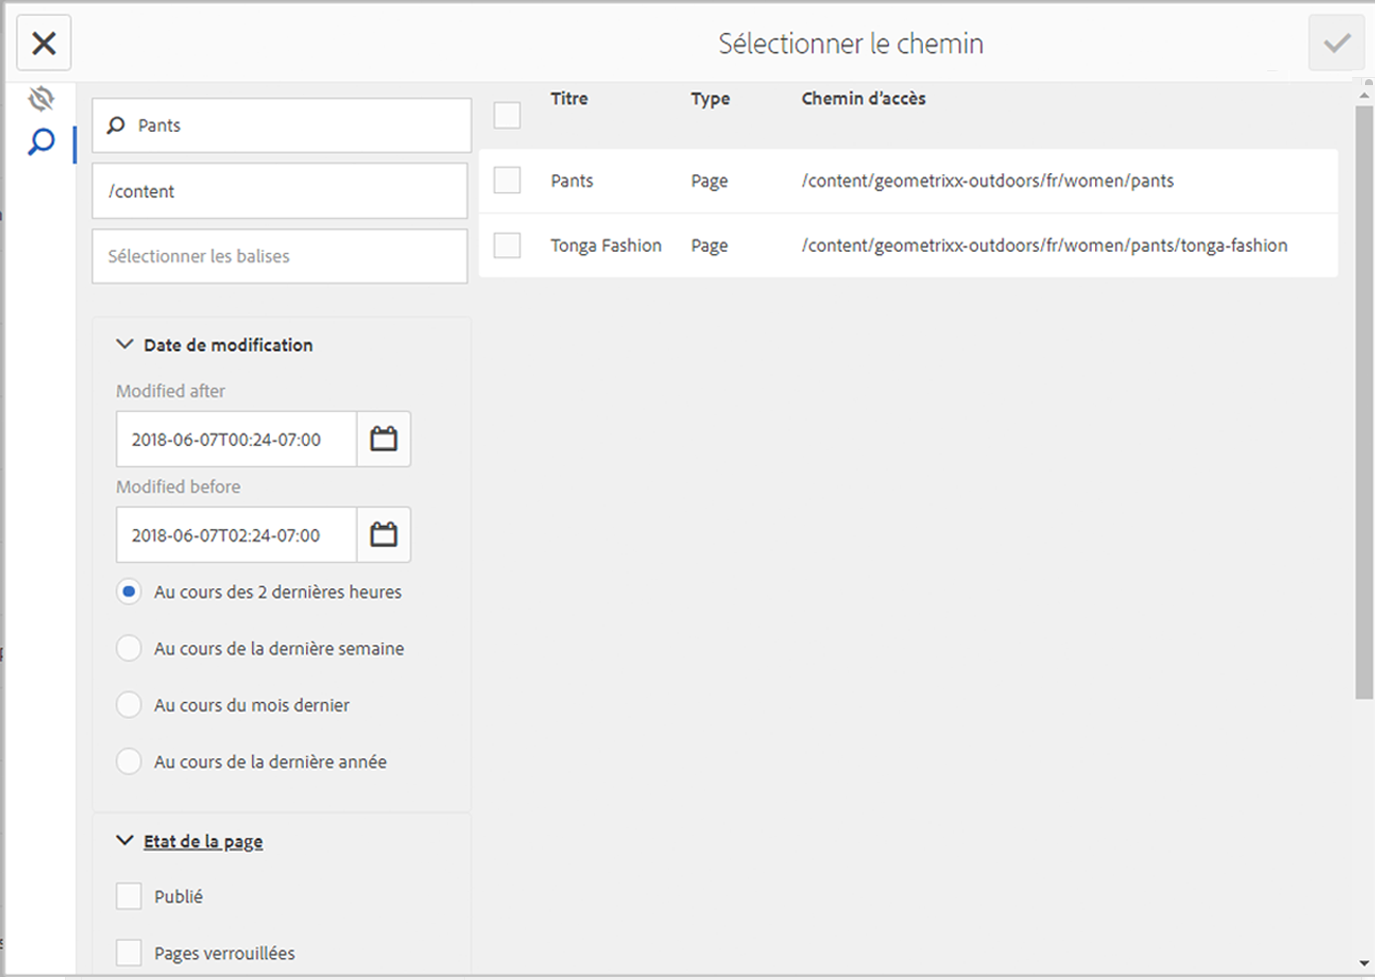 Sélectionner le chemin
Pants
/content
Sélectionner les balises
Date de modification
Modified after
2018-06-07T00:24-07:00
Modified before
2018-06-07T02:24-07:00
Au cours des 2 dernières heures
Au cours de la dernière semaine
Au cours du mois dernier
Au cours de la dernière année
Etat de la page
Publié
Pages verrouillées
Titre Type Chemin d'accès
Pants Page /content/geometrixx-outdoors/fr/women/pants
Tonga Fashion Page /content/geometrixx-outdoors/fr/women/pants/tonga-fashion